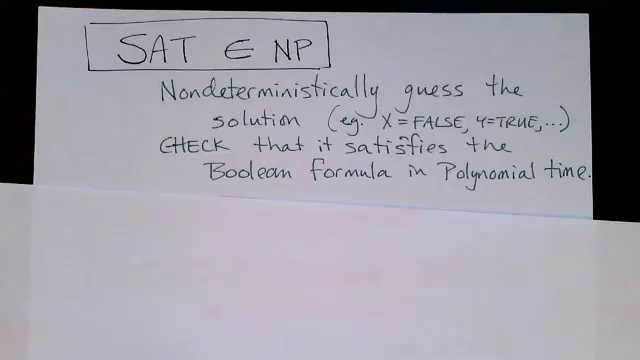 SAT ∈ NP
Nondeterministically guess the
solution (eg. X=FALSE, Y=TRUE,...)
CHECK that it satisfies the
Boolean formula in Polynomial time.